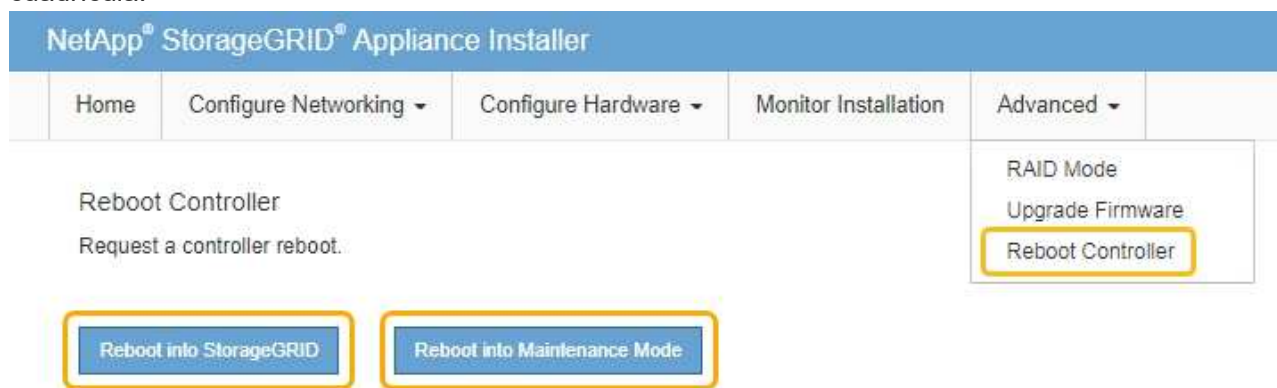 NetApp® StorageGRID® Appliance Installer
Home Configure Networking Configure Hardware Monitor Installation Advanced
RAID Mode
Upgrade Firmware
Reboot Controller
Reboot Controller
Request a controller reboot.
Reboot into StorageGRID Reboot into Maintenance Mode